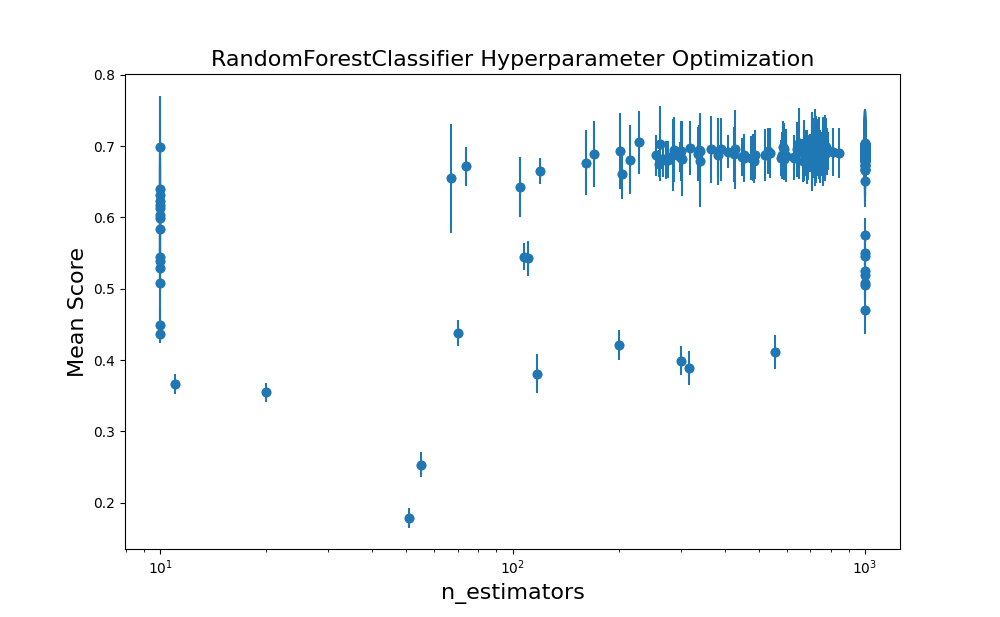 RandomForestClassifier Hyperparameter Optimization
0.8
0.7
0.6
0.5
0.4
0.3
0.2
Mean Score
10¹ 10² 10³
n_estimators